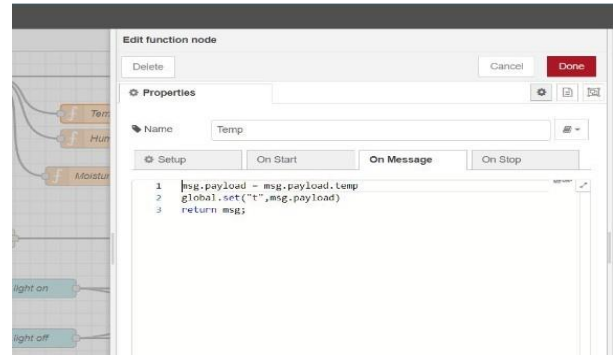 Edit function node
Delete
Cancel
Done
Properties
Name
Temp
Setup
On Start
On Message
On Stop
1 msg.payload = msg.payload.temp
2 global.set("t",msg.payload)
3 return msg;
Tem
Hum
Moistur
light on
light off